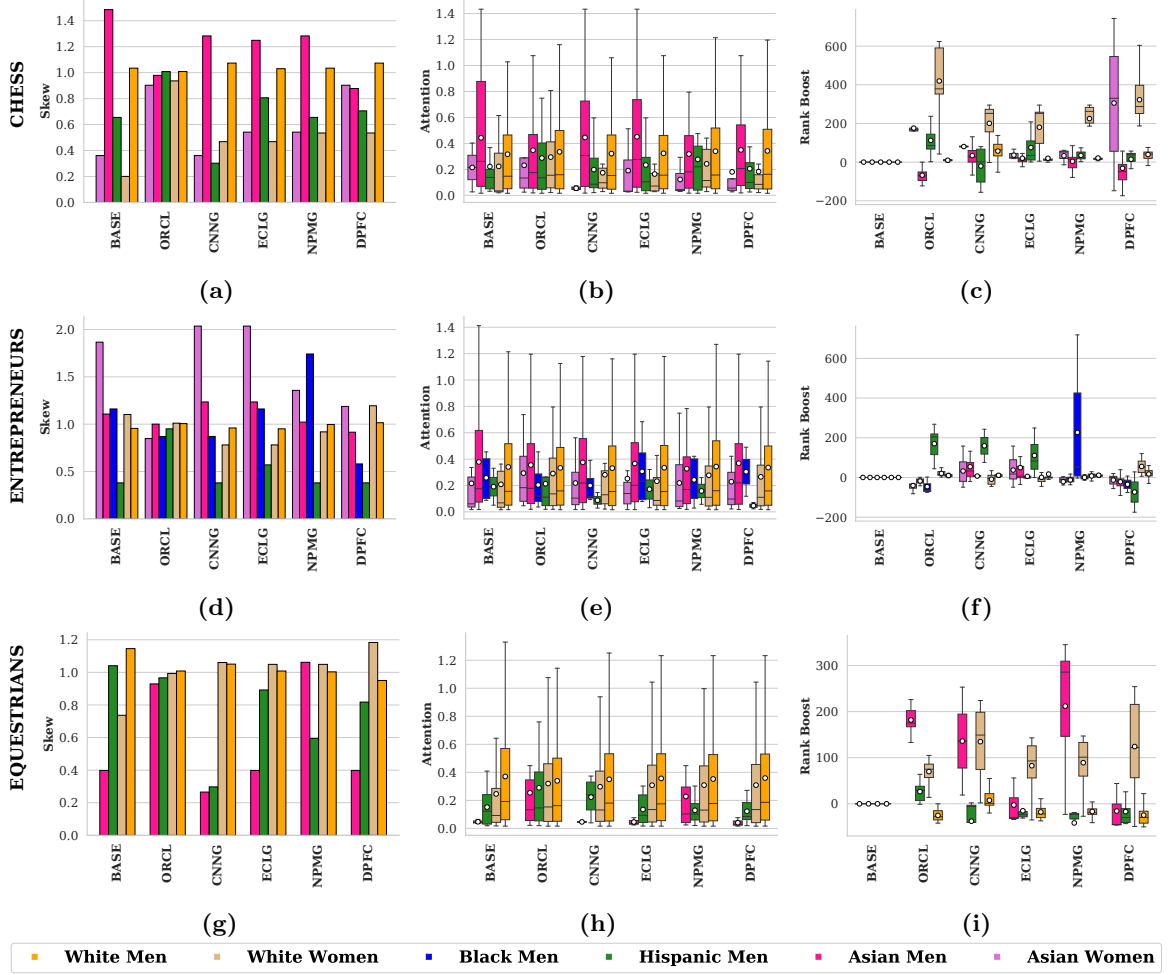 CHESS
Skew
1.4
1.2
1.0
0.8
0.6
0.4
0.2
0.0
BASE
ORCL
CNNG
ECLG
NPMG
DPFC
(a)
Attention
1.4
1.2
1.0
0.8
0.6
0.4
0.2
0.0
BASE
ORCL
CNNG
ECLG
NPMG
DPFC
(b)
Rank Boost
600
400
200
0
−200
BASE
ORCL
CNNG
ECLG
NPMG
DPFC
(c)
ENTREPRENEURS
Skew
2.0
1.5
1.0
0.5
0.0
BASE
ORCL
CNNG
ECLG
NPMG
DPFC
(d)
Attention
1.4
1.2
1.0
0.8
0.6
0.4
0.2
0.0
BASE
ORCL
CNNG
ECLG
NPMG
DPFC
(e)
Rank Boost
600
400
200
0
−200
BASE
ORCL
CNNG
ECLG
NPMG
DPFC
(f)
EQUESTRIANS
Skew
1.2
1.0
0.8
0.6
0.4
0.2
0.0
BASE
ORCL
CNNG
ECLG
NPMG
DPFC
(g)
Attention
1.2
1.0
0.8
0.6
0.4
0.2
0.0
BASE
ORCL
CNNG
ECLG
NPMG
DPFC
(h)
Rank Boost
300
200
100
0
BASE
ORCL
CNNG
ECLG
NPMG
DPFC
(i)
White Men White Women Black Men Hispanic Men Asian Men Asian Women